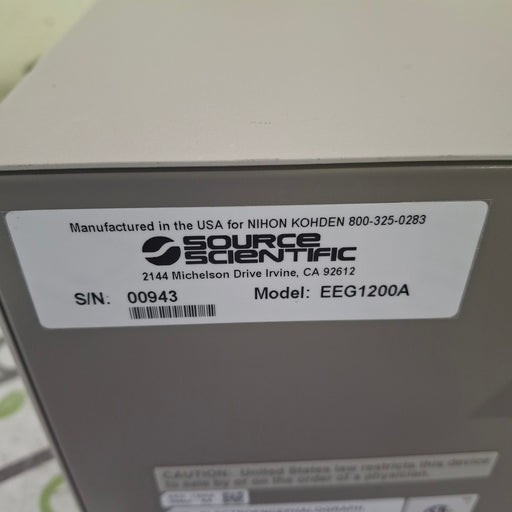 Manufactured in the USA for NIHON KOHDEN 800-325-0283
SOURCE
SCIENTIFIC
2144 Michelson Drive Irvine, CA 92612
S/N: 00943 Model: EEG1200A
CAUTION: United States law restricts this device
to sale by or on the order of a physician.